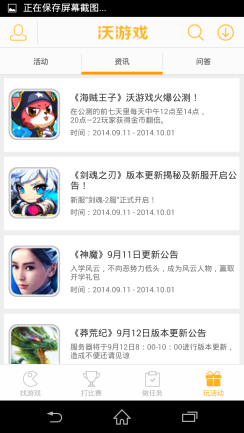 正在保存屏幕截图...
沃游戏
活动
资讯
问答
《海贼王子》沃游戏火爆公测！
在公测的前七天里每天中午12点至14点，
20点—22玩家获得金币翻倍。
时间：2014.09.11 - 2014.10.01
《剑魂之刃》版本更新揭秘及新服开启公
告！
新服“剑魂-2服”正式开启！
时间：2014.09.11 - 2014.10.01
《神魔》9月11日更新公告
入学风云，不向恶势力低头，成为风云人物，赢取
开学礼包
时间：2014.09.11 - 2014.10.01
《莽荒纪》9月12日版本更新公告
服务器将于9月12日8：00-10：00进行版本更新，
造成不便还请见谅
找游戏
打比赛
做任务
玩活动